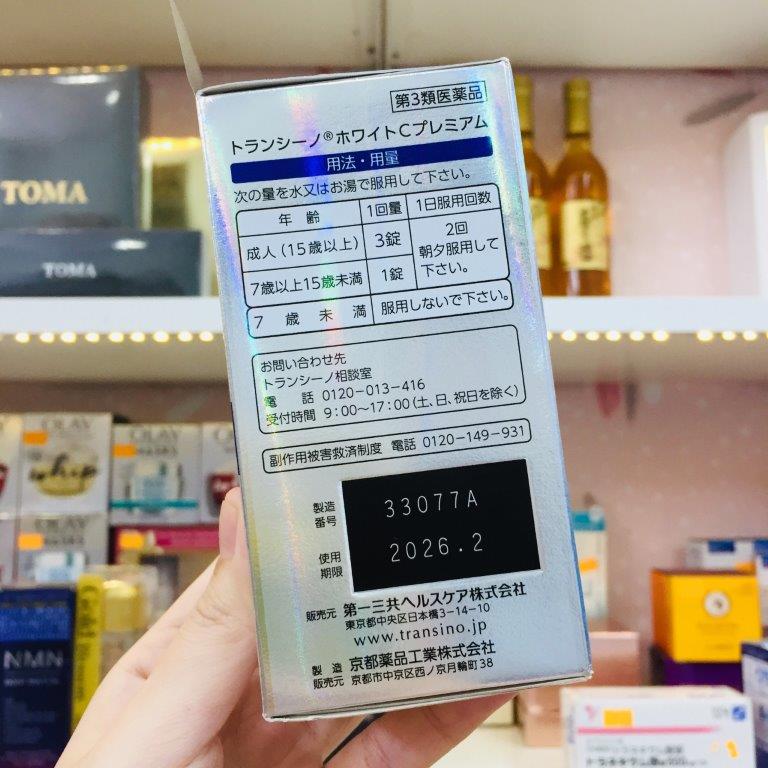 第3類医薬品
トランシーノ®ホワイトCプレミアム
用法・用量
次の量を水又はお湯で服用して下さい。
年齢 1回量 1日服用回数
成人(15歳以上) 3錠 2回
朝夕服用して
下さい。
7歳以上15歳未満 1錠
7歳未満 服用しないで下さい。
お問い合わせ先
トランシーノ相談室
電話 0120-013-416
受付時間 9:00~17:00(土、日、祝日を除く)
副作用被害救済制度 電話 0120-149-931
製造
番号
33077A
使用
期限
2026.2
販売元 第一三共ヘルスケア株式会社
東京都中央区日本橋3-14-10
www.transino.jp
製造
販売元
京都薬品工業株式会社
京都市中京区西ノ京月輪町38
TOMA
TOMA
OLAY
whip
OLAY
NMN